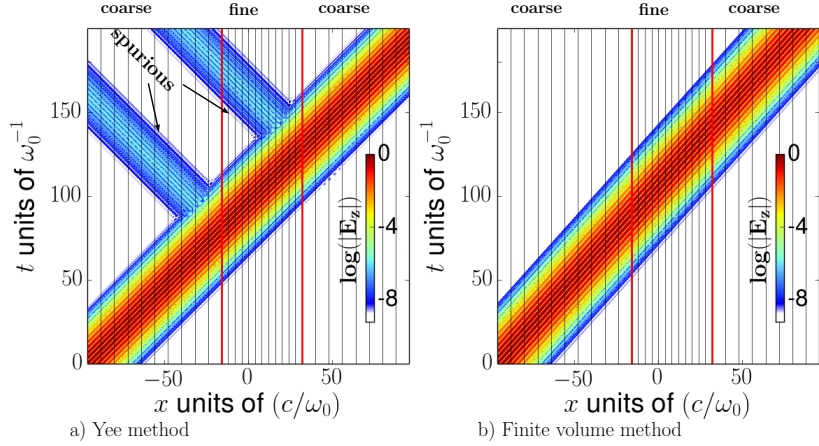 coarse fine coarse
spurious
150
100
50
0
−50 0 50
t units of ω₀⁻¹
x units of (c/ω₀)
log(|E_z|)
0
-4
-8
a) Yee method
coarse fine coarse
150
100
50
0
−50 0 50
t units of ω₀⁻¹
x units of (c/ω₀)
log(|E_z|)
0
-4
-8
b) Finite volume method